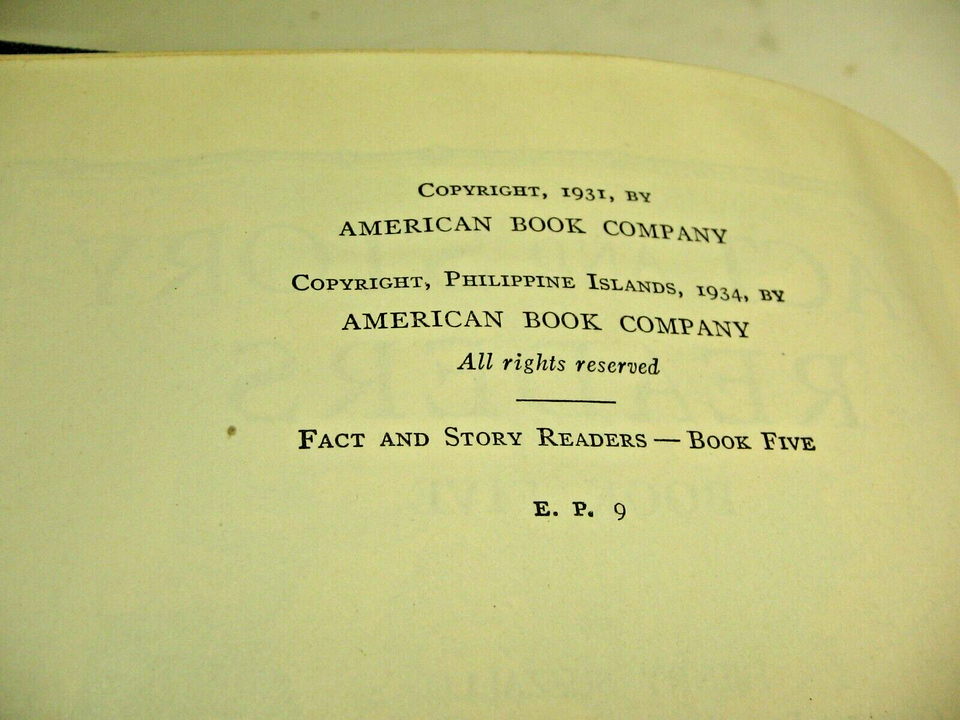 Copyright, 1931, by
AMERICAN BOOK COMPANY
Copyright, Philippine Islands, 1934, by
AMERICAN BOOK COMPANY
All rights reserved
Fact and Story Readers — Book Five
E. P. 9